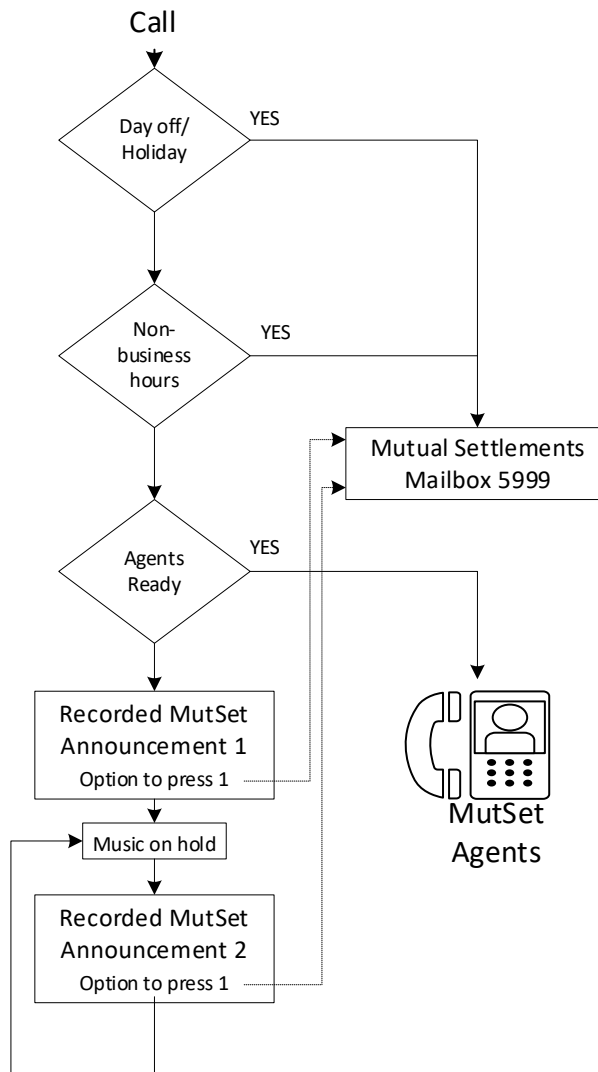 Call
Day off/
Holiday
YES
Non-
business
hours
YES
Mutual Settlements
Mailbox 5999
Agents
Ready
YES
Recorded MutSet
Announcement 1
Option to press 1
Music on hold
MutSet
Agents
Recorded MutSet
Announcement 2
Option to press 1